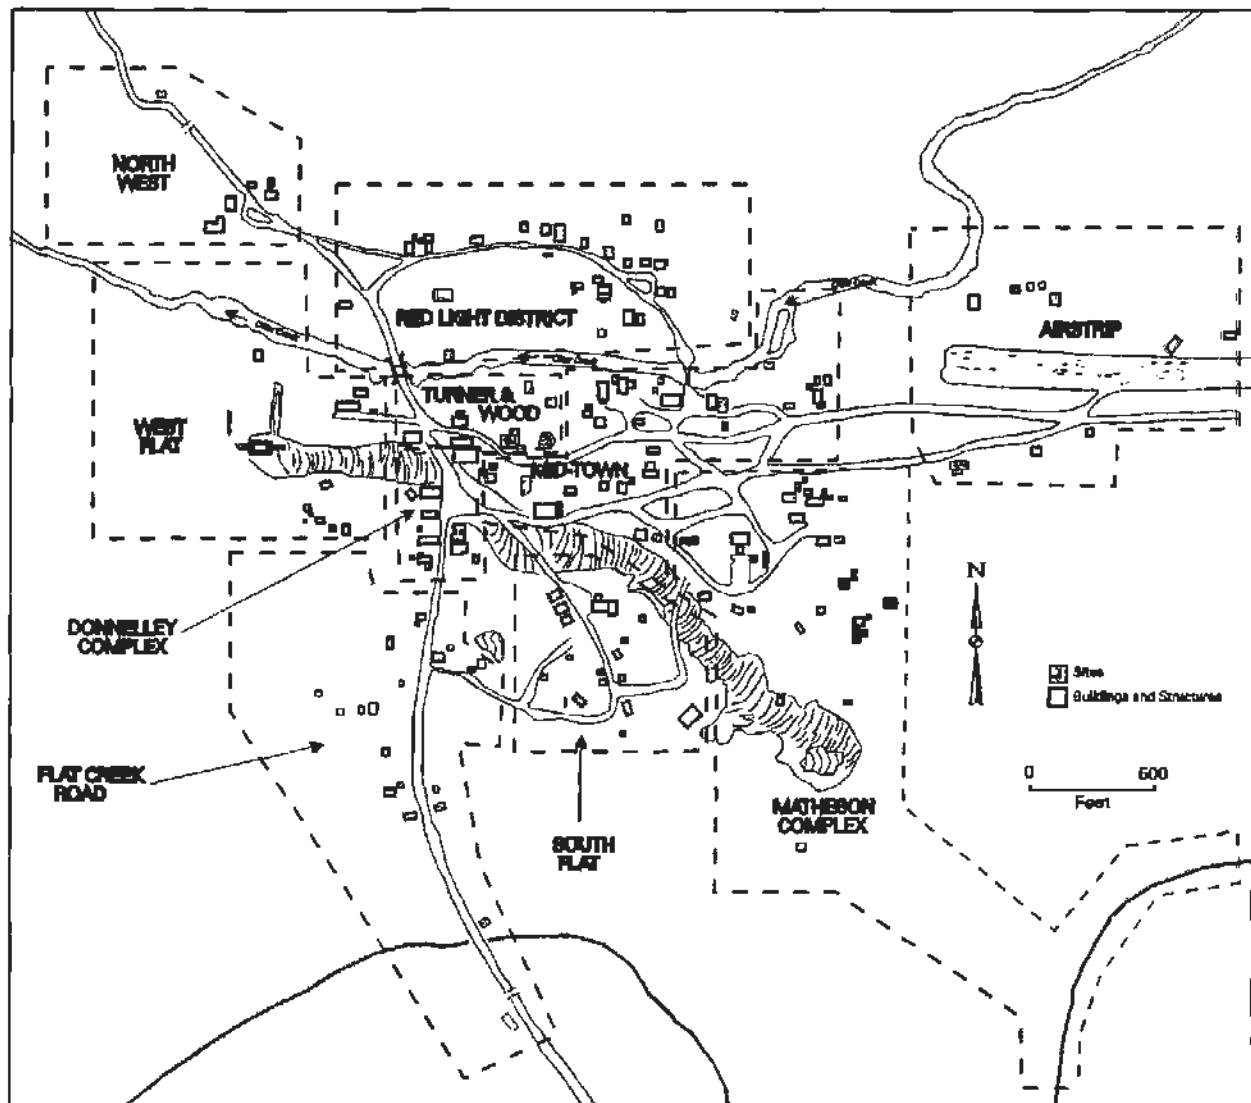 NORTH
WEST
RED LIGHT DISTRICT
AIRSTRIP
TURNER &
WOOD
WEST
FLAT
MID-TOWN
N
DONNELLEY
COMPLEX
Sites
Buildings and Structures
FLAT CREEK
ROAD
0 500
Feet
MATHESON
COMPLEX
SOUTH
FLAT